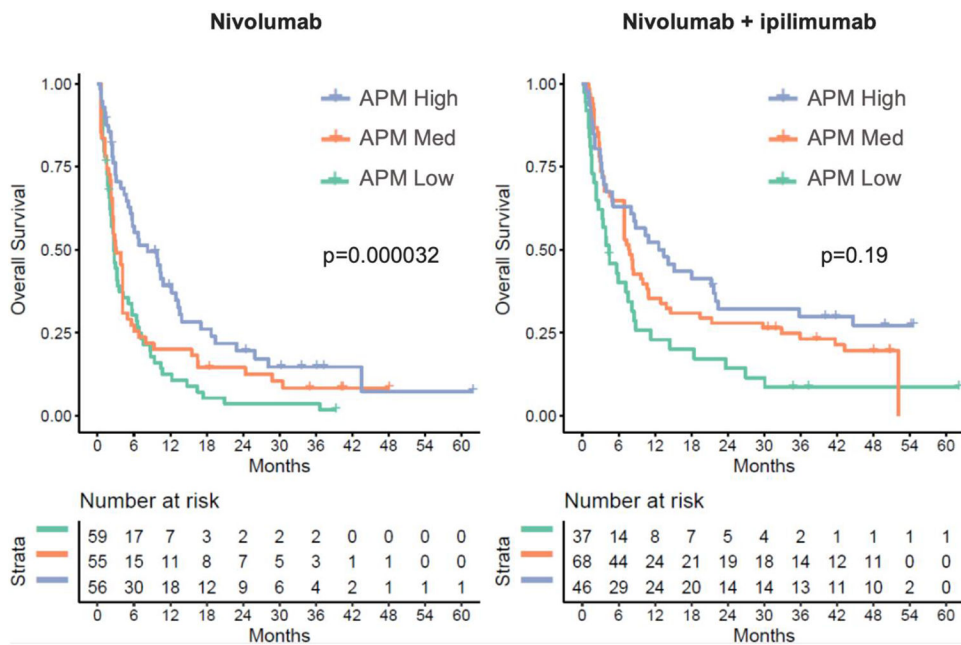 Nivolumab
Nivolumab + ipilimumab
Overall Survival
1.00
0.75
0.50
0.25
0.00
APM High
APM Med
APM Low
p=0.000032
0 6 12 18 24 30 36 42 48 54 60
Months
Overall Survival
1.00
0.75
0.50
0.25
0.00
APM High
APM Med
APM Low
p=0.19
0 6 12 18 24 30 36 42 48 54 60
Months
Number at risk
Strata
59 17 7 3 2 2 2 0 0 0 0
55 15 11 8 7 5 3 1 1 0 0
56 30 18 12 9 6 4 2 1 1 1
0 6 12 18 24 30 36 42 48 54 60
Months
Number at risk
Strata
37 14 8 7 5 4 2 1 1 1 1
68 44 24 21 19 18 14 12 11 0 0
46 29 24 20 14 14 13 11 10 2 0
0 6 12 18 24 30 36 42 48 54 60
Months